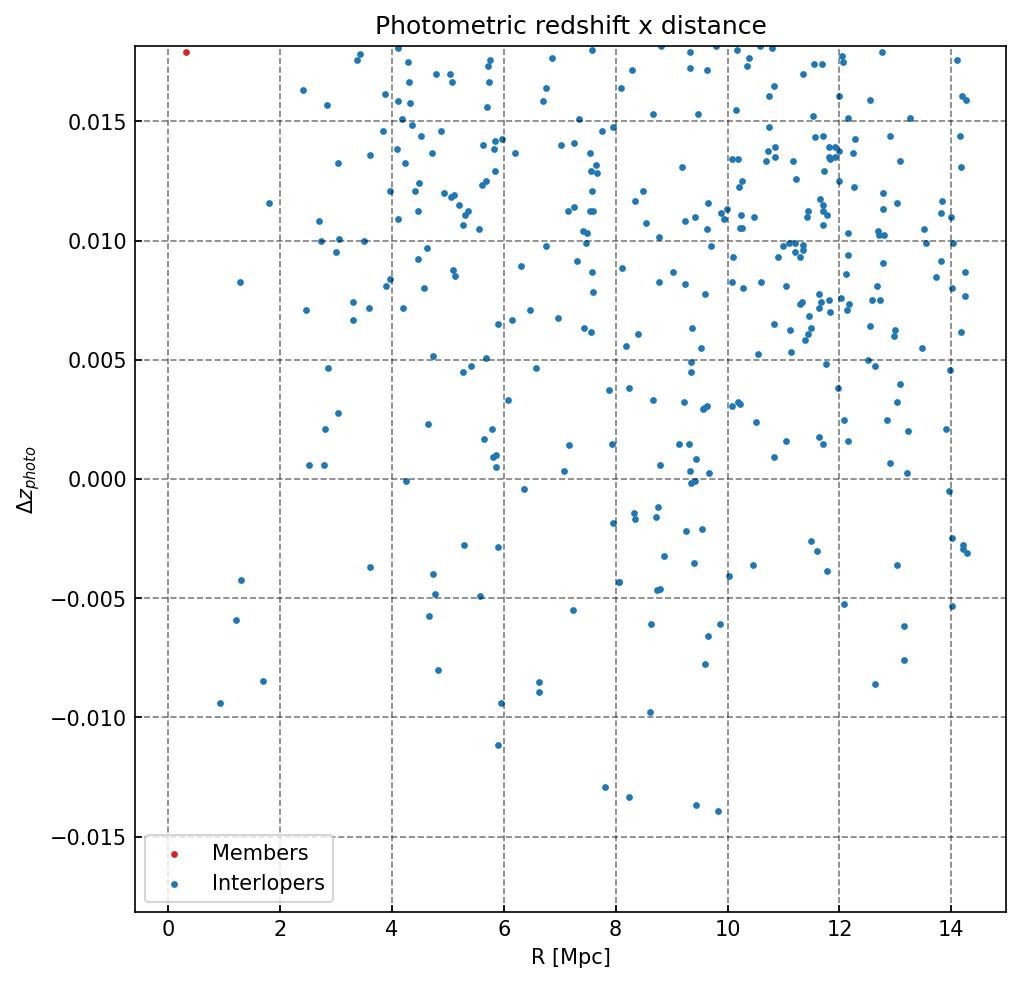 Photometric redshift x distance
0.015
0.010
0.005
0.000
−0.005
−0.010
−0.015
Δz_photo
Members
Interlopers
0 2 4 6 8 10 12 14
R [Mpc]